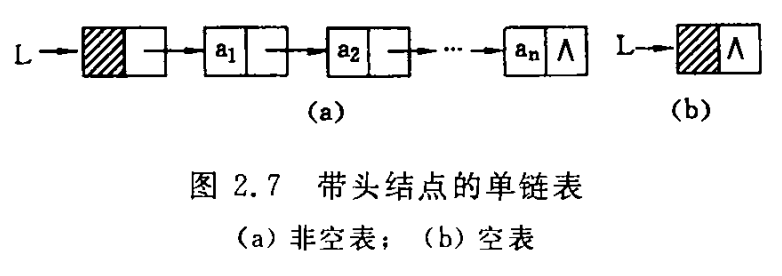 L a₁ a₂ … aₙ ∧ L ∧
(a) (b)
图 2.7 带头结点的单链表
(a) 非空表； (b) 空表